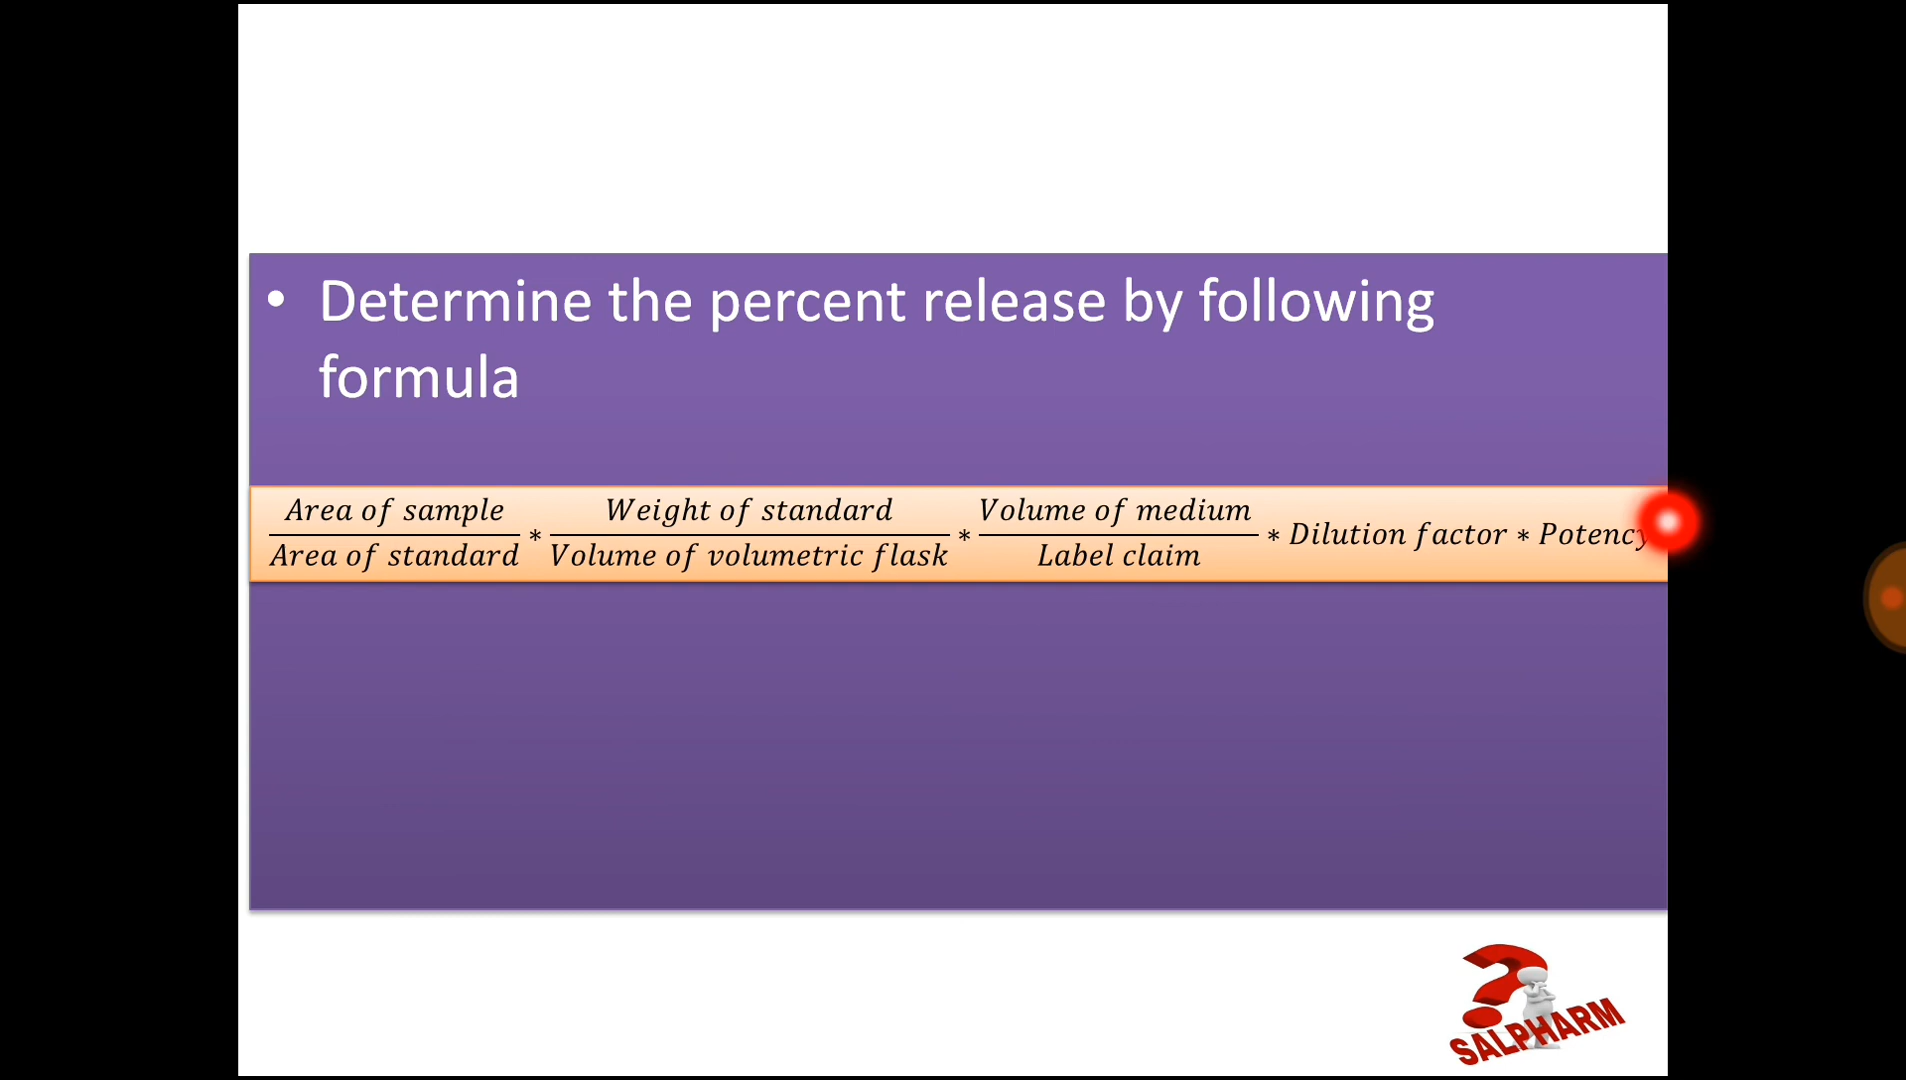 • Determine the percent release by following
formula
Area of sample / Area of standard * Weight of standard / Volume of volumetric flask * Volume of medium / Label claim * Dilution factor * Potency
SALPHARM